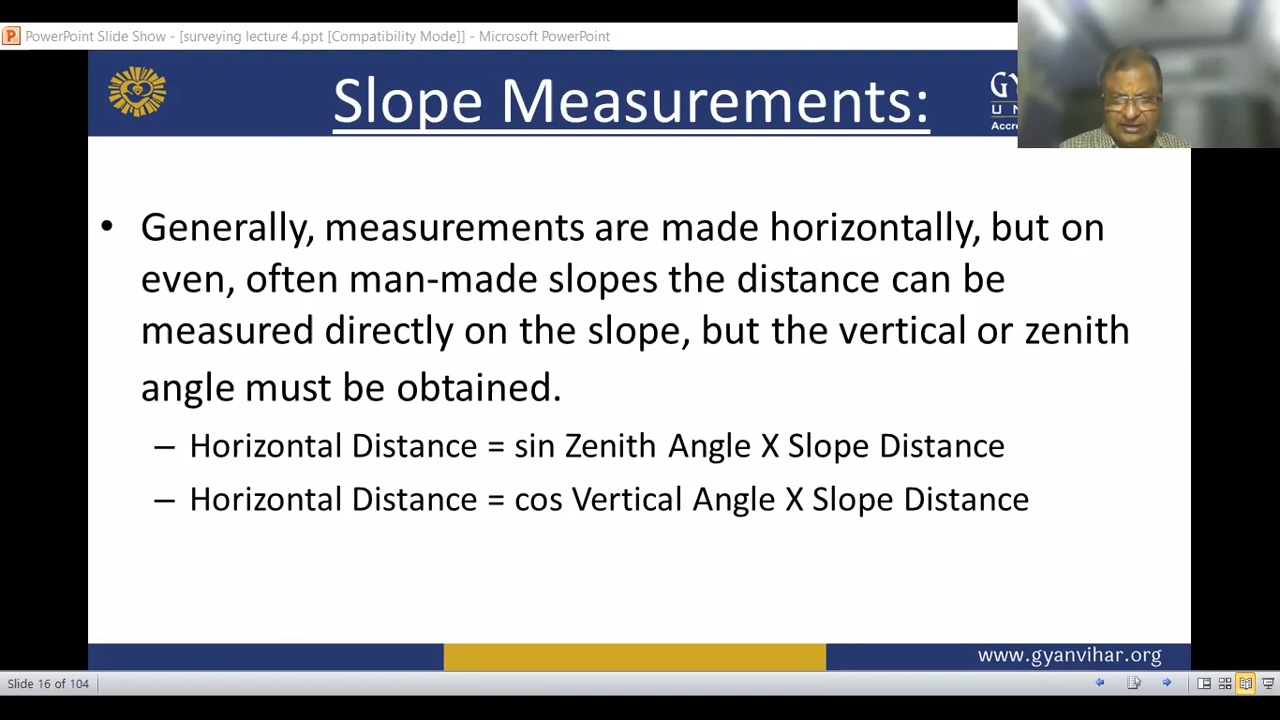 PowerPoint Slide Show - [surveying lecture 4.ppt [Compatibility Mode]] - Microsoft PowerPoint
Slope Measurements:
Accre
• Generally, measurements are made horizontally, but on
even, often man-made slopes the distance can be
measured directly on the slope, but the vertical or zenith
angle must be obtained.
– Horizontal Distance = sin Zenith Angle X Slope Distance
– Horizontal Distance = cos Vertical Angle X Slope Distance
www.gyanvihar.org
Slide 16 of 104